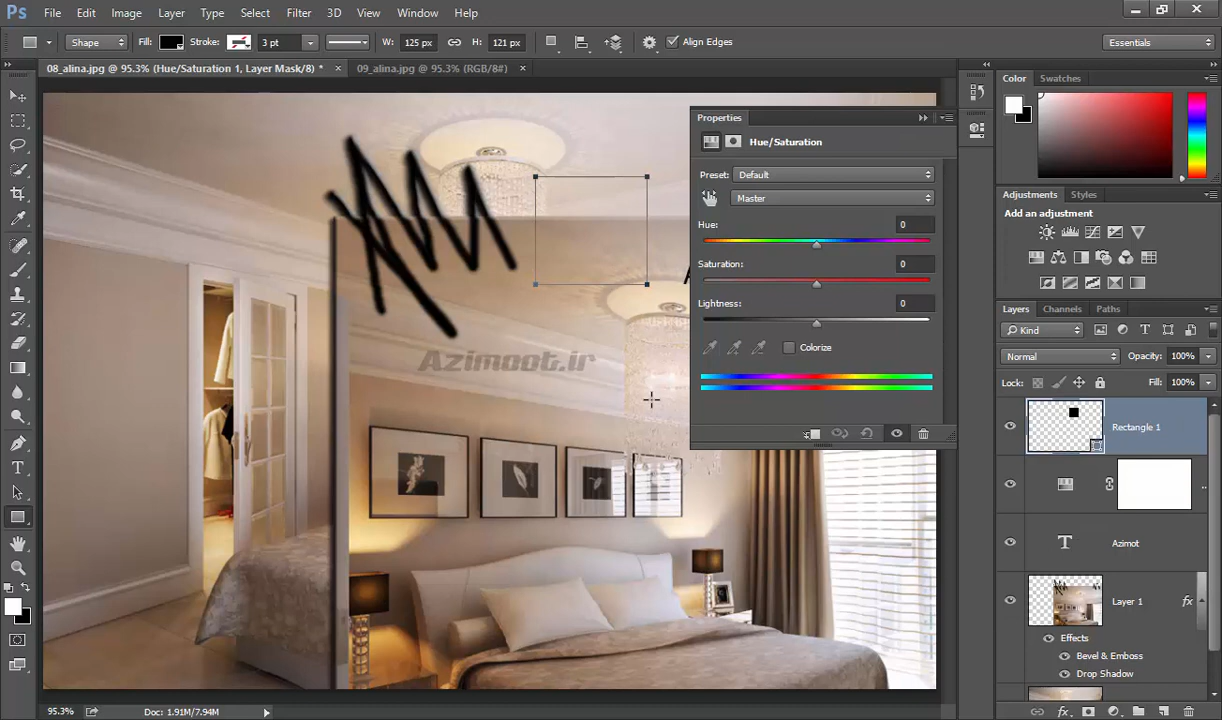 Ps File Edit Image Layer Type Select Filter 3D View Window Help
Shape Fill: Stroke: 3 pt W: 125 px H: 121 px Align Edges Essentials
08_alina.jpg @ 95.3% (Hue/Saturation 1, Layer Mask/8) * × 09_alina.jpg @ 95.3% (RGB/8#) ×
Color Swatches
Properties
Hue/Saturation
Preset: Default
Master
Hue: 0
Saturation: 0
Lightness: 0
Colorize
Azimoot.ir
Adjustments Styles
Add an adjustment
Layers Channels Paths
Kind
Normal Opacity: 100%
Lock: Fill: 100%
Rectangle 1
Azimot
Layer 1 fx
Effects
Bevel & Emboss
Drop Shadow
95.3% Doc: 1.91M/7.94M